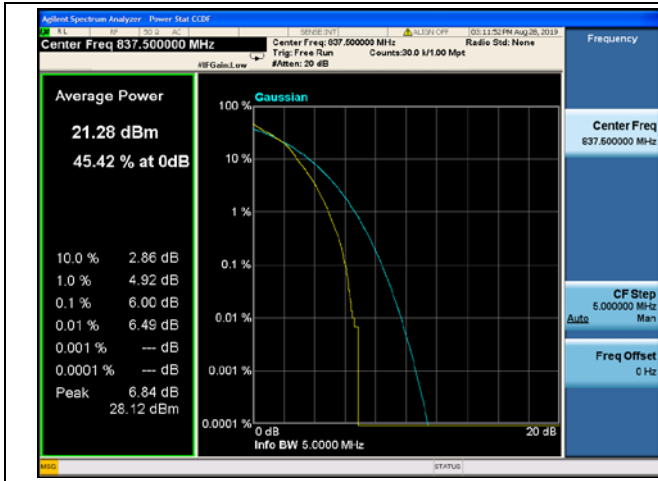 Agilent Spectrum Analyzer - Power Stat CCDF
RL RF 50 Ω AC SENSE:INT ALIGN OFF 03:11:52 PM Aug 28, 2019
Center Freq 837.500000 MHz
Center Freq: 837.500000 MHz Radio Std: None
Trig: Free Run Counts:30.0 k/1.00 Mpt
#IFGain:Low #Atten: 20 dB
Frequency
Average Power
21.28 dBm
45.42 % at 0dB
10.0 % 2.86 dB
1.0 % 4.92 dB
0.1 % 6.00 dB
0.01 % 6.49 dB
0.001 % --- dB
0.0001 % --- dB
Peak 6.84 dB
28.12 dBm
Gaussian
100 %
10 %
1 %
0.1 %
0.01 %
0.001 %
0.0001 %
0 dB 20 dB
Info BW 5.0000 MHz
Center Freq
837.500000 MHz
CF Step
5.000000 MHz
Auto Man
Freq Offset
0 Hz
MSG STATUS